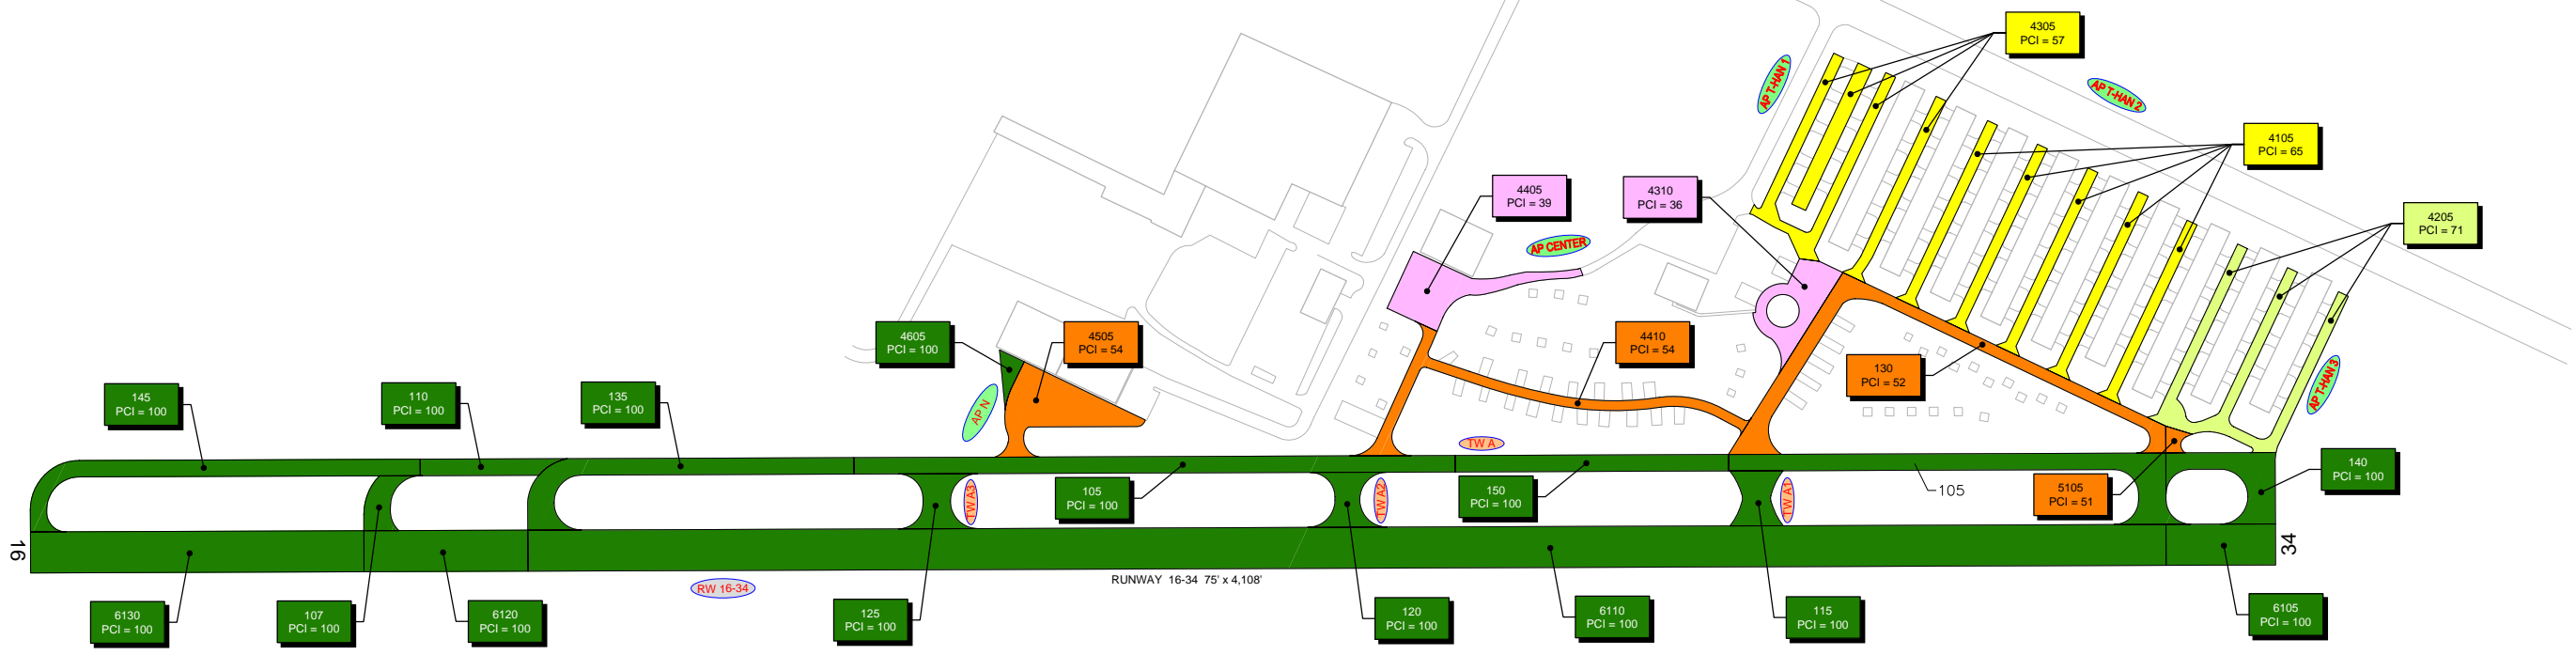 4305
PCI = 57
AP T-HAN 1
AP T-HAN 2
4105
PCI = 65
4405
PCI = 39
4310
PCI = 36
4205
PCI = 71
AP CENTER
4605
PCI = 100
4505
PCI = 54
4410
PCI = 54
130
PCI = 52
AP T-HAN 3
145
PCI = 100
110
PCI = 100
135
PCI = 100
AP N
TW A
140
PCI = 100
105
PCI = 100
150
PCI = 100
105
5105
PCI = 51
TW A3
TW A2
TW A1
16
34
RUNWAY 16-34 75' x 4,108'
RW 16-34
6130
PCI = 100
107
PCI = 100
6120
PCI = 100
125
PCI = 100
120
PCI = 100
6110
PCI = 100
115
PCI = 100
6105
PCI = 100